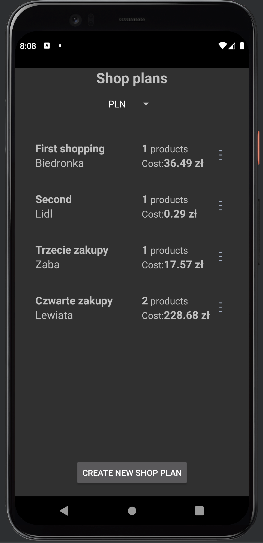 8:08
Shop plans
PLN
First shopping
1 products
Biedronka
Cost:36.49 zł
Second
1 products
Lidl
Cost:0.29 zł
Trzecie zakupy
1 products
Zaba
Cost:17.57 zł
Czwarte zakupy
2 products
Lewiata
Cost:228.68 zł
CREATE NEW SHOP PLAN